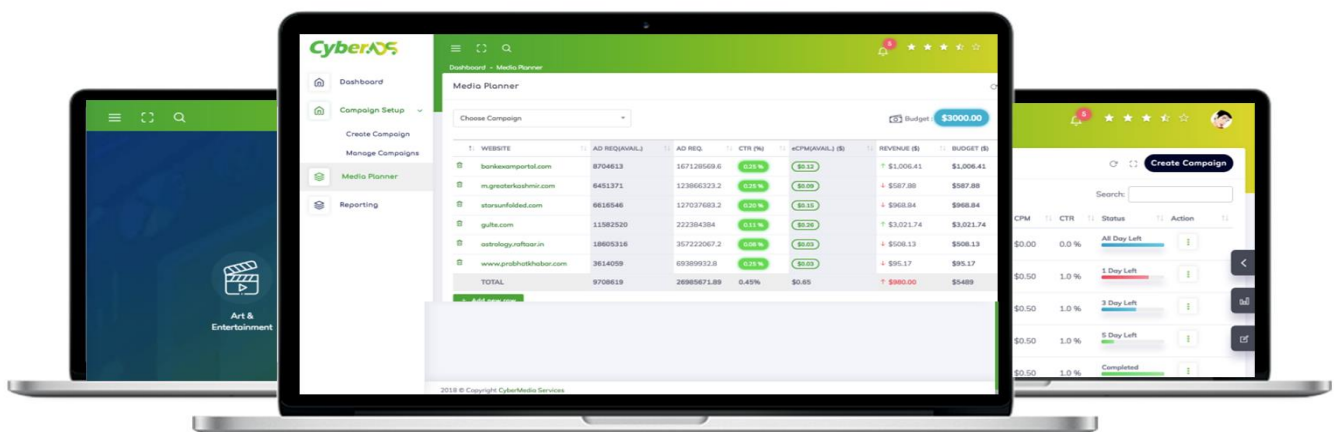 Art &
Entertainment
CyberADS
Dashboard
Campaign Setup
Create Campaign
Manage Campaigns
Media Planner
Reporting
5
Dashboard - Media Planner
Media Planner
Choose Campaign
Budget : $3000.00
WEBSITE AD REQ(AVAIL.) AD REQ. CTR (%) eCPM(AVAIL.) ($) REVENUE ($) BUDGET ($)
bankexamportal.com 8704613 167128569.6 0.25 % $0.12 ↑ $1,006.41 $1,006.41
m.greaterkashmir.com 6451371 123866323.2 0.25 % $0.09 ↓ $587.88 $587.88
starsunfolded.com 6616546 127037683.2 0.20 % $0.15 ↓ $968.84 $968.84
gulte.com 11582520 222384384 0.11 % $0.26 ↑ $3,021.74 $3,021.74
astrology.raftaar.in 18605316 357222067.2 0.08 % $0.03 ↓ $508.13 $508.13
www.prabhatkhabar.com 3614059 69389932.8 0.25 % $0.03 ↓ $95.17 $95.17
TOTAL 9708619 26985671.89 0.45% $0.65 ↑ $980.00 $5489
+ Add new row
2018 © Copyright CyberMedia Services
5
Create Campaign
Search:
CPM CTR Status Action
$0.00 0.0 % All Day Left
$0.50 1.0 % 1 Day Left
$0.50 1.0 % 3 Day Left
$0.50 1.0 % 5 Day Left
$0.50 1.0 % Completed